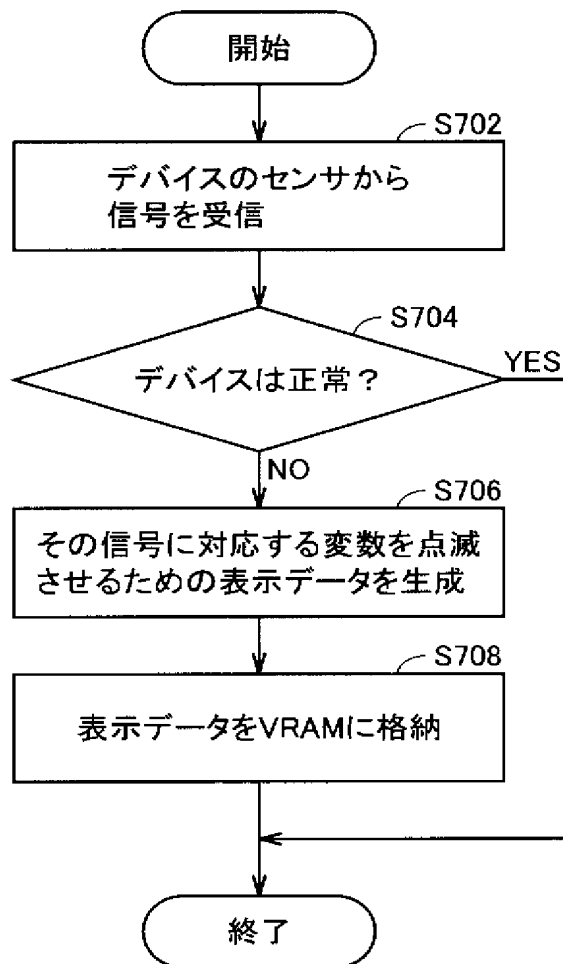 開始
S702
デバイスのセンサから
信号を受信
S704
デバイスは正常？
YES
NO
S706
その信号に対応する変数を点滅
させるための表示データを生成
S708
表示データをVRAMに格納
終了